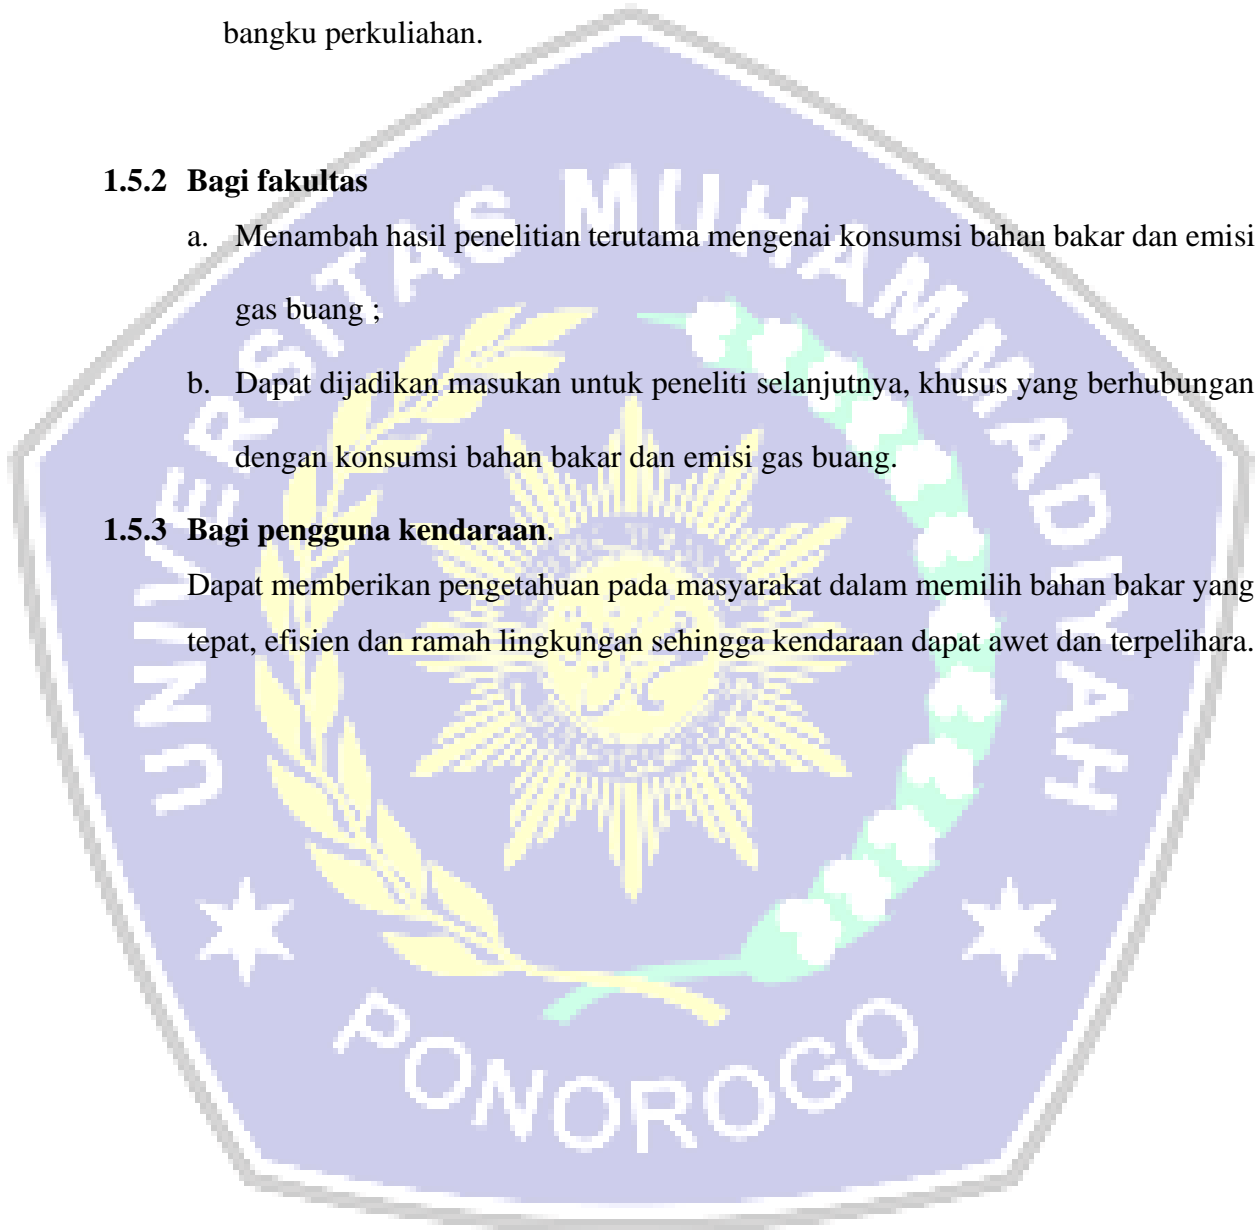 bangku perkuliahan.
1.5.2 Bagi fakultas
a. Menambah hasil penelitian terutama mengenai konsumsi bahan bakar dan emisi
gas buang ;
b. Dapat dijadikan masukan untuk peneliti selanjutnya, khusus yang berhubungan
dengan konsumsi bahan bakar dan emisi gas buang.
1.5.3 Bagi pengguna kendaraan.
Dapat memberikan pengetahuan pada masyarakat dalam memilih bahan bakar yang
tepat, efisien dan ramah lingkungan sehingga kendaraan dapat awet dan terpelihara.
UNIVERSITAS MUHAMMADIYAH
PONOROGO